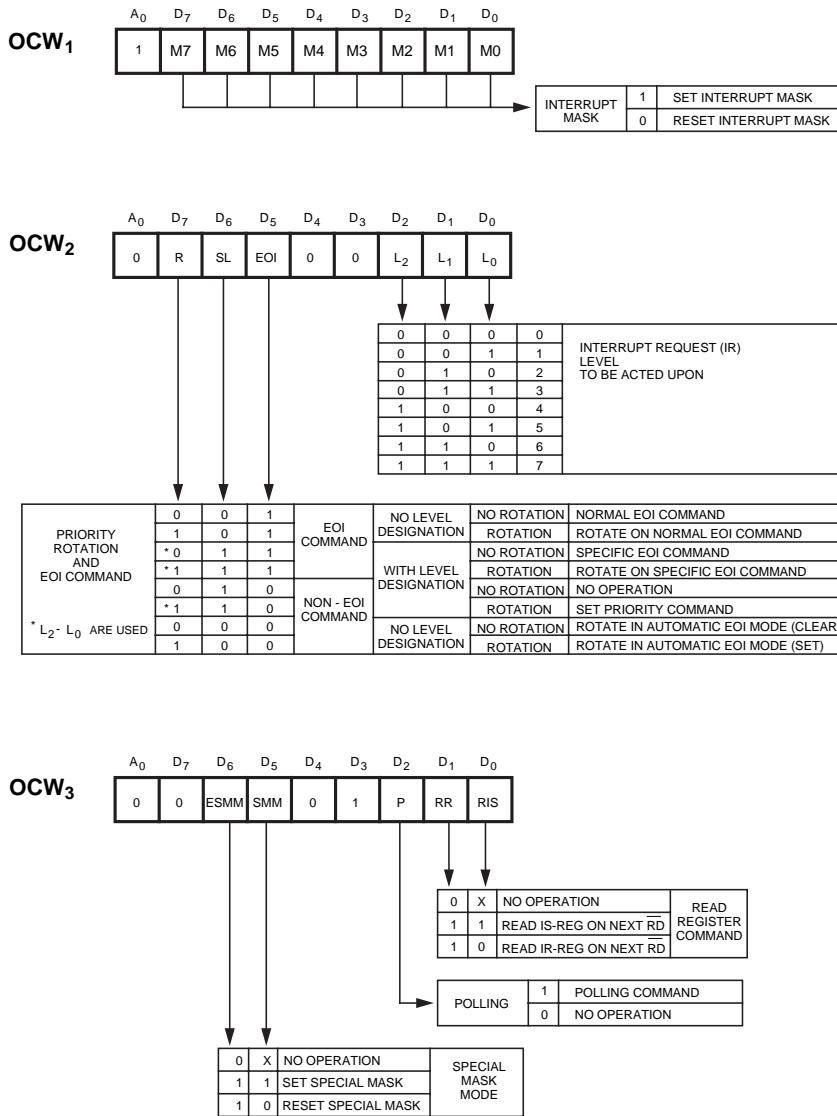 A0 D7 D6 D5 D4 D3 D2 D1 D0
OCW1 1 M7 M6 M5 M4 M3 M2 M1 M0
INTERRUPT MASK
1 SET INTERRUPT MASK
0 RESET INTERRUPT MASK
A0 D7 D6 D5 D4 D3 D2 D1 D0
OCW2 0 R SL EOI 0 0 L2 L1 L0
0 0 0 0
0 0 1 1
0 1 0 2
0 1 1 3
1 0 0 4
1 0 1 5
1 1 0 6
1 1 1 7
INTERRUPT REQUEST (IR)
LEVEL
TO BE ACTED UPON
PRIORITY
ROTATION
AND
EOI COMMAND
* L2- L0 ARE USED
0 0 1
1 0 1
* 0 1 1
* 1 1 1
0 1 0
* 1 1 0
0 0 0
1 0 0
EOI
COMMAND
NON - EOI
COMMAND
NO LEVEL
DESIGNATION
WITH LEVEL
DESIGNATION
NO LEVEL
DESIGNATION
NO ROTATION NORMAL EOI COMMAND
ROTATION ROTATE ON NORMAL EOI COMMAND
NO ROTATION SPECIFIC EOI COMMAND
ROTATION ROTATE ON SPECIFIC EOI COMMAND
NO ROTATION NO OPERATION
ROTATION SET PRIORITY COMMAND
NO ROTATION ROTATE IN AUTOMATIC EOI MODE (CLEAR
ROTATION ROTATE IN AUTOMATIC EOI MODE (SET)
A0 D7 D6 D5 D4 D3 D2 D1 D0
OCW3 0 0 ESMM SMM 0 1 P RR RIS
0 X NO OPERATION
1 1 READ IS-REG ON NEXT R̅D̅
1 0 READ IR-REG ON NEXT R̅D̅
READ
REGISTER
COMMAND
POLLING
1 POLLING COMMAND
0 NO OPERATION
0 X NO OPERATION
1 1 SET SPECIAL MASK
1 0 RESET SPECIAL MASK
SPECIAL
MASK
MODE